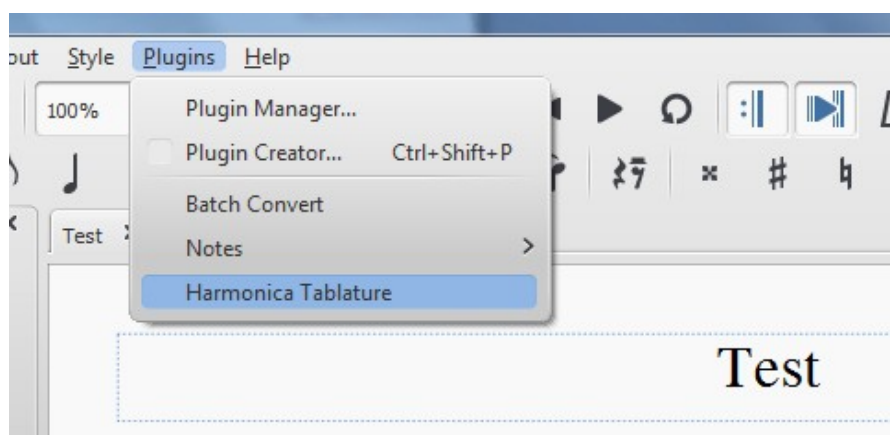 out Style Plugins Help
100%
Plugin Manager...
Plugin Creator... Ctrl+Shift+P
Batch Convert
Notes
Harmonica Tablature
Test
Test